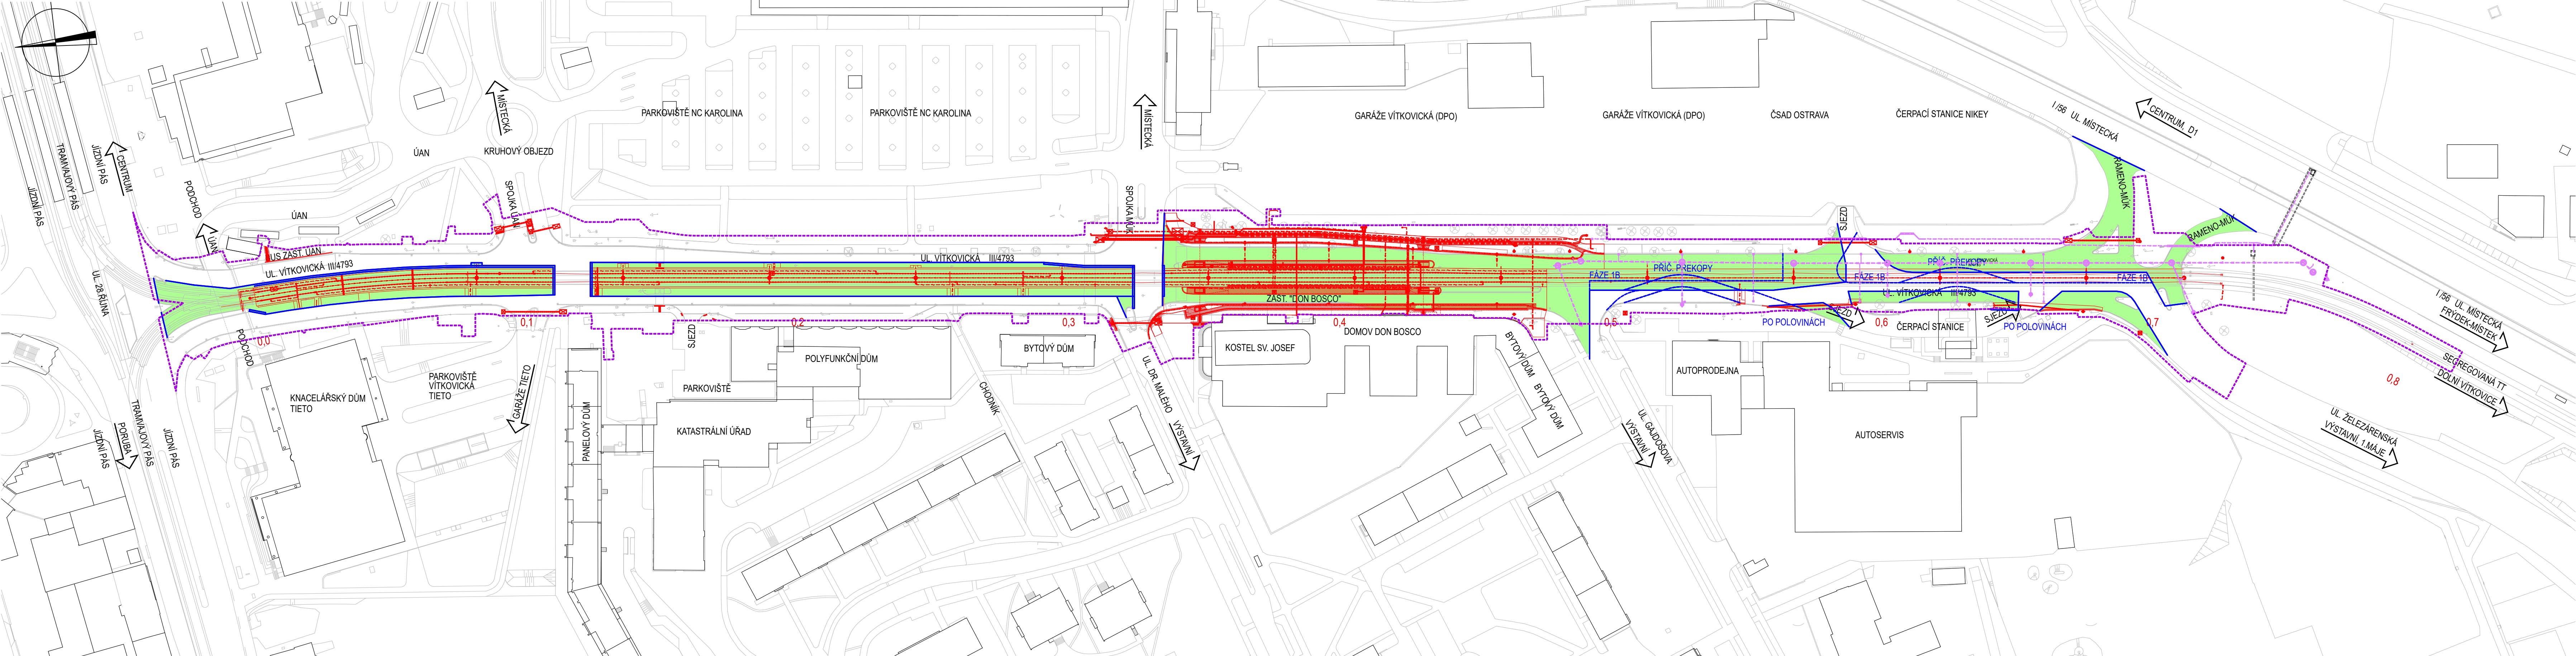 JÍZDNÍ PÁS
TRAMVAJOVÝ PÁS
JÍZDNÍ PÁS
CENTRUM
PODCHOD
ÚAN
ÚAN
ÚAN
KRUHOVÝ OBJEZD
MÍSTECKÁ
SPOJKA ÚAN
BUS ZAST. ÚAN
UL. VÍTKOVICKÁ III/4793
UL. 28.ŘÍJNA
PARKOVIŠTĚ NC KAROLINA
PARKOVIŠTĚ NC KAROLINA
MÍSTECKÁ
SPOJKA MÚK
UL. VÍTKOVICKÁ III/4793
GARÁŽE VÍTKOVICKÁ (DPO)
GARÁŽE VÍTKOVICKÁ (DPO)
ČSAD OSTRAVA
ČERPACÍ STANICE NIKEY
I /56 UL. MÍSTECKÁ
CENTRUM, D1
RAMENO-MÚK
RAMENO-MÚK
SJEZD
FÁZE 1B
PŘÍČ. PŘEKOPY
FÁZE 1B
PŘÍČ. PŘEKOPY
FÁZE 1B
UL. VÍTKOVICKÁ III/4793
ZAST. "DON BOSCO"
0,0
0,1
0,2
0,3
0,4
0,5
0,6
0,7
0,8
PODCHOD
KNACELÁŘSKÝ DŮM
TIETO
PARKOVIŠTĚ
VÍTKOVICKÁ
TIETO
GARÁŽE TIETO
PANELOVÝ DŮM
SJEZD
PARKOVIŠTĚ
POLYFUNKČNÍ DŮM
KATASTRÁLNÍ ÚŘAD
CHODNÍK
BYTOVÝ DŮM
UL. DR. MALÉHO
VÝSTAVNÍ
KOSTEL SV. JOSEF
DOMOV DON BOSCO
BYTOVÝ DŮM
BYTOVÝ DŮM
UL. GAJDOŠOVA
VÝSTAVNÍ
AUTOPRODEJNA
AUTOSERVIS
PO POLOVINÁCH
SJEZD
ČERPACÍ STANICE
SJEZD
PO POLOVINÁCH
I/56 UL. MÍSTECKÁ
FRÝDEK-MÍSTEK
SEGREGOVANÁ TT
DOLNÍ VÍTKOVICE
UL. ŽELEZÁRENSKÁ
VÝSTAVNÍ, 1.MÁJE
JÍZDNÍ PÁS
PORUBA
TRAMVAJOVÝ PÁS
JÍZDNÍ PÁS